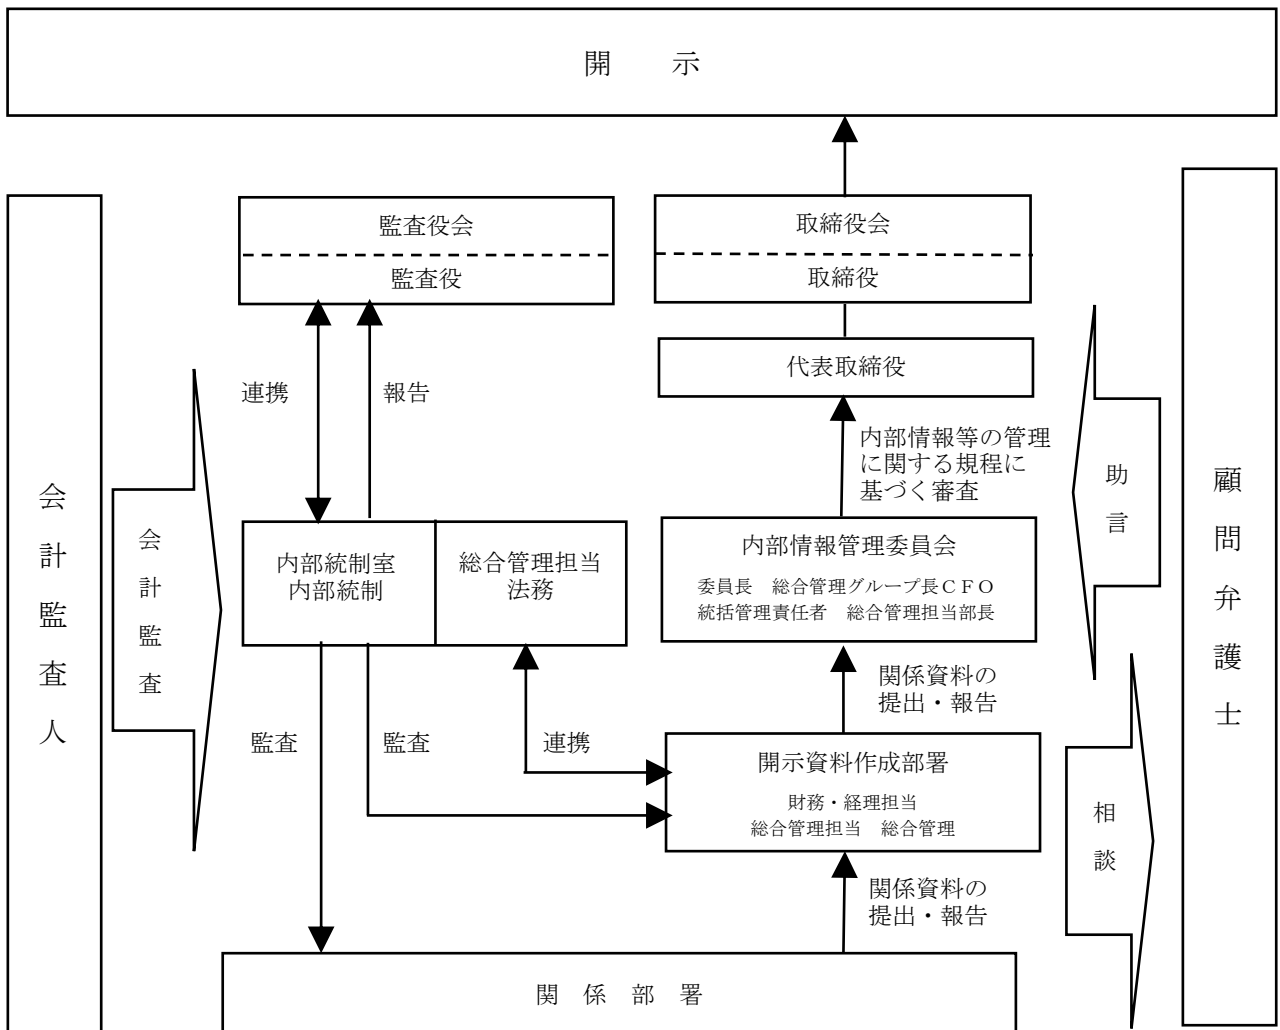 開　　示
監査役会
監査役
取締役会
取締役
代表取締役
連携
報告
内部情報等の管理
に関する規程に
基づく審査
会計監査人
会計監査
内部統制室
内部統制
総合管理担当
法務
内部情報管理委員会
委員長　総合管理グループ長ＣＦＯ
統括管理責任者　総合管理担当部長
助言
顧問弁護士
関係資料の
提出・報告
監査
監査
連携
開示資料作成部署
財務・経理担当
総合管理担当　総合管理
相談
関係資料の
提出・報告
関　係　部　署